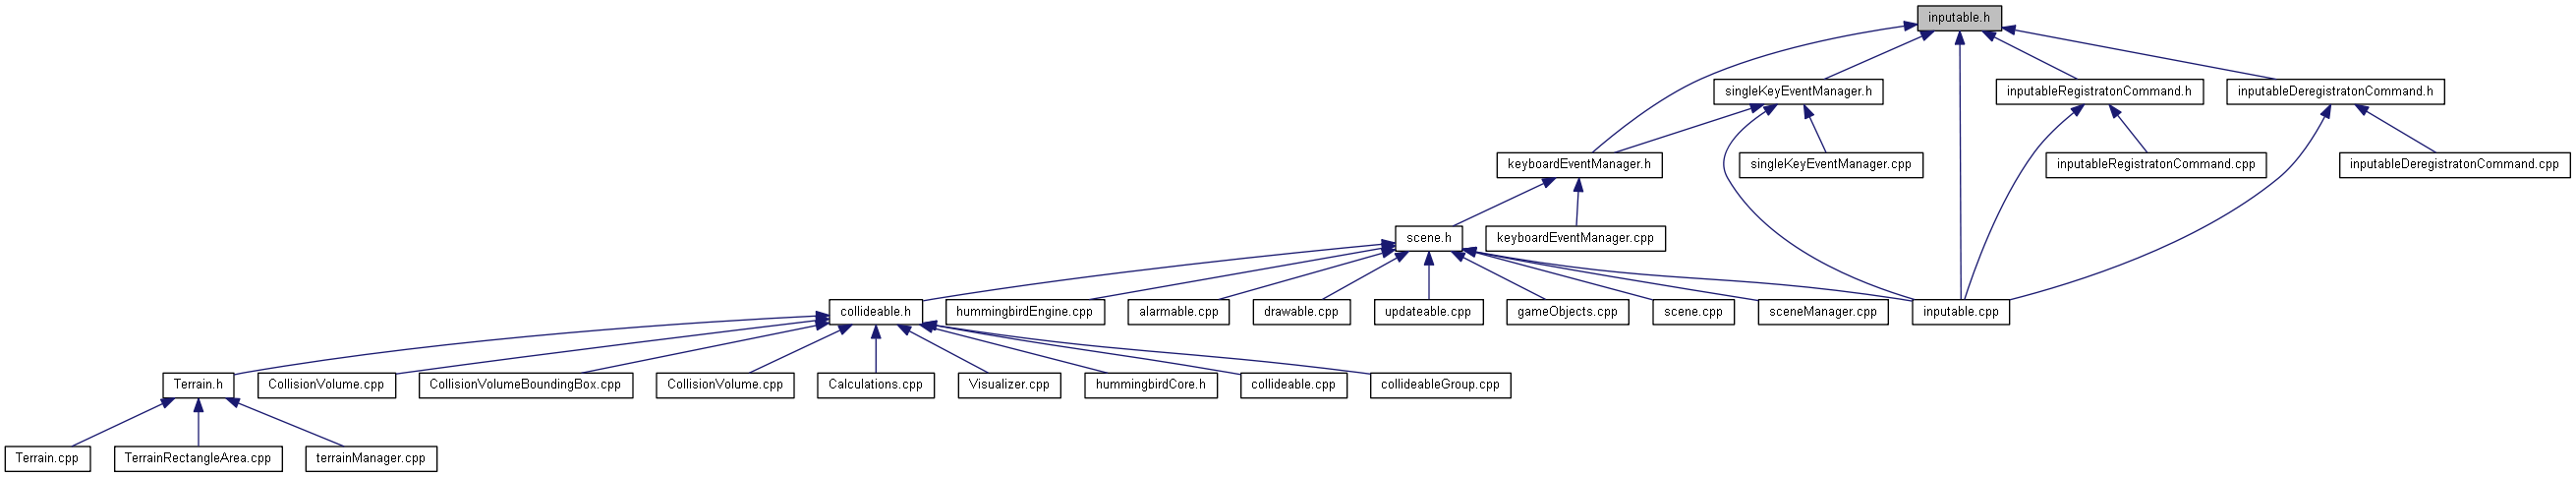 inputable.h
singleKeyEventManager.h
inputableRegistratonCommand.h
inputableDeregistratonCommand.h
keyboardEventManager.h
singleKeyEventManager.cpp
inputableRegistratonCommand.cpp
inputableDeregistratonCommand.cpp
scene.h
keyboardEventManager.cpp
collideable.h
hummingbirdEngine.cpp
alarmable.cpp
drawable.cpp
updateable.cpp
gameObjects.cpp
scene.cpp
sceneManager.cpp
inputable.cpp
Terrain.h
CollisionVolume.cpp
CollisionVolumeBoundingBox.cpp
CollisionVolume.cpp
Calculations.cpp
Visualizer.cpp
hummingbirdCore.h
collideable.cpp
collideableGroup.cpp
Terrain.cpp
TerrainRectangleArea.cpp
terrainManager.cpp